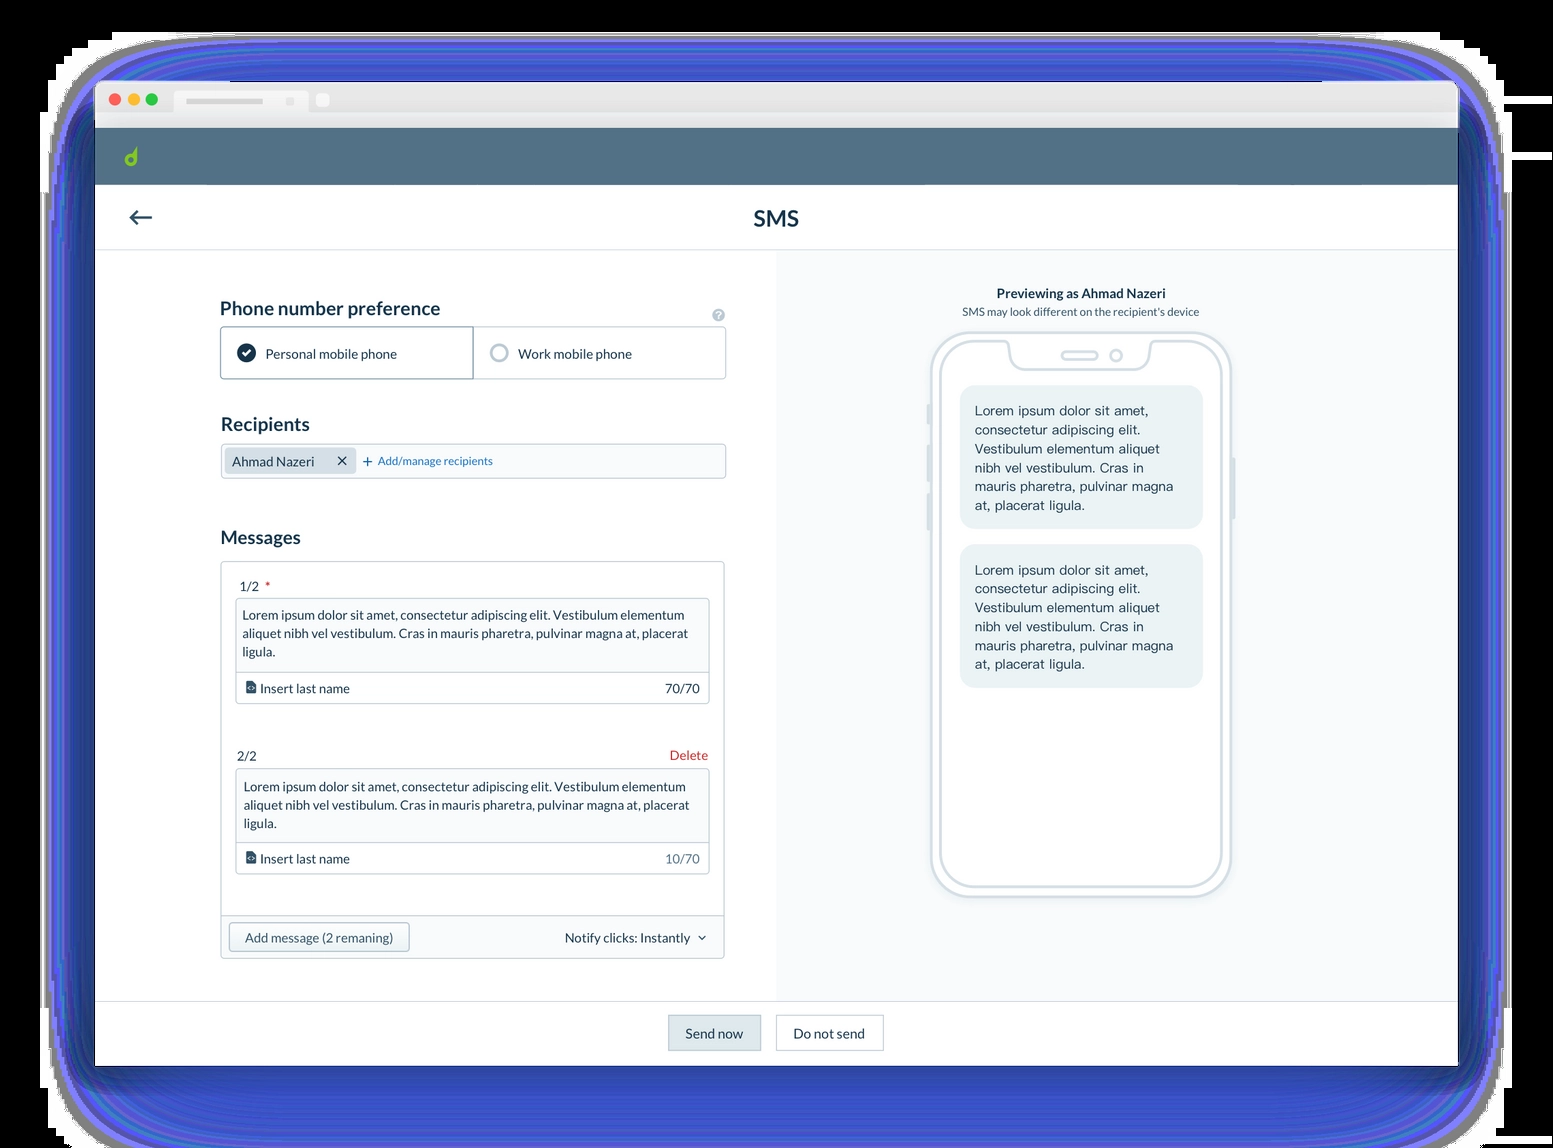 SMS
Phone number preference
?
Personal mobile phone
Work mobile phone
Recipients
Ahmad Nazeri
+ Add/manage recipients
Messages
1/2 *
Lorem ipsum dolor sit amet, consectetur adipiscing elit. Vestibulum elementum
aliquet nibh vel vestibulum. Cras in mauris pharetra, pulvinar magna at, placerat
ligula.
Insert last name
70/70
2/2
Delete
Lorem ipsum dolor sit amet, consectetur adipiscing elit. Vestibulum elementum
aliquet nibh vel vestibulum. Cras in mauris pharetra, pulvinar magna at, placerat
ligula.
Insert last name
10/70
Add message (2 remaning)
Notify clicks: Instantly
Previewing as Ahmad Nazeri
SMS may look different on the recipient's device
Lorem ipsum dolor sit amet,
consectetur adipiscing elit.
Vestibulum elementum aliquet
nibh vel vestibulum. Cras in
mauris pharetra, pulvinar magna
at, placerat ligula.
Lorem ipsum dolor sit amet,
consectetur adipiscing elit.
Vestibulum elementum aliquet
nibh vel vestibulum. Cras in
mauris pharetra, pulvinar magna
at, placerat ligula.
Send now
Do not send